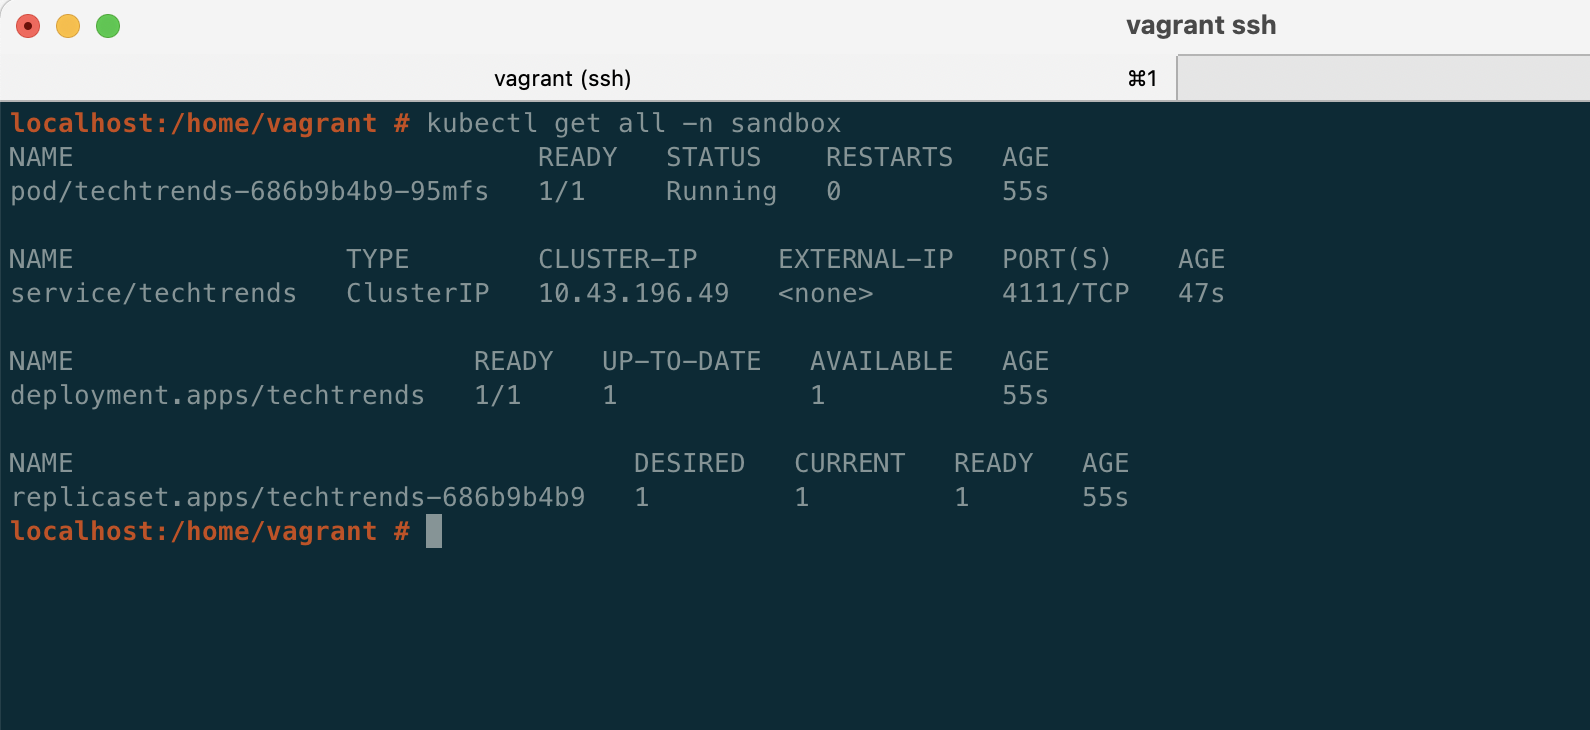 vagrant ssh
vagrant (ssh) ⌘1
localhost:/home/vagrant # kubectl get all -n sandbox
NAME READY STATUS RESTARTS AGE
pod/techtrends-686b9b4b9-95mfs 1/1 Running 0 55s
NAME TYPE CLUSTER-IP EXTERNAL-IP PORT(S) AGE
service/techtrends ClusterIP 10.43.196.49 <none> 4111/TCP 47s
NAME READY UP-TO-DATE AVAILABLE AGE
deployment.apps/techtrends 1/1 1 1 55s
NAME DESIRED CURRENT READY AGE
replicaset.apps/techtrends-686b9b4b9 1 1 1 55s
localhost:/home/vagrant #